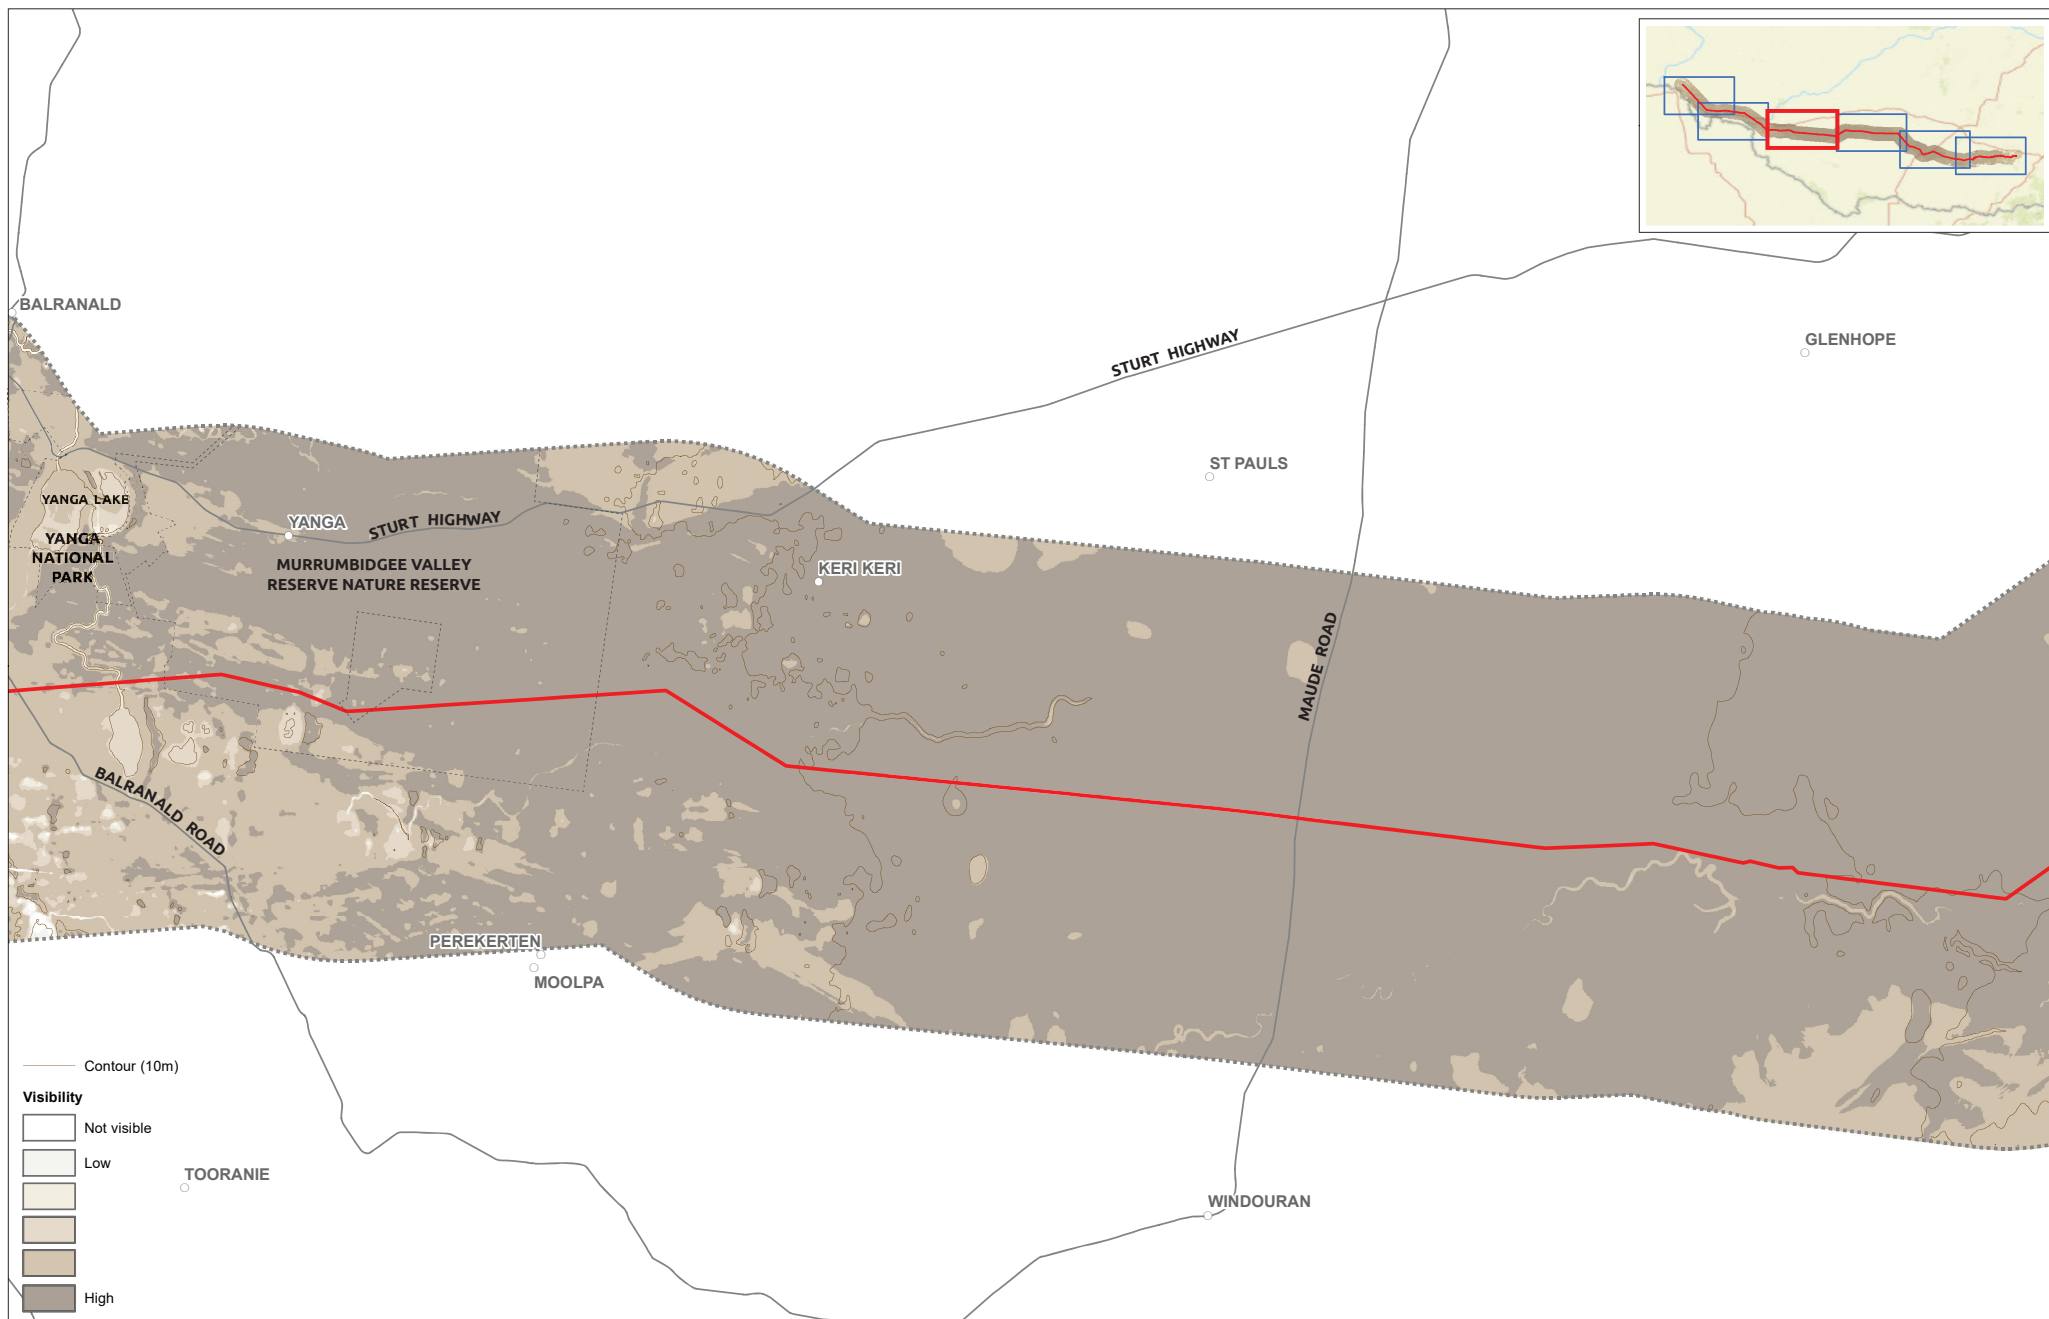 BALRANALD
GLENHOPE
STURT HIGHWAY
ST PAULS
YANGA LAKE
YANGA
STURT HIGHWAY
YANGA
NATIONAL
PARK
MURRUMBIDGEE VALLEY
RESERVE NATURE RESERVE
KERI KERI
MAUDE ROAD
BALRANALD ROAD
PEREKERTEN
MOOLPA
Contour (10m)
Visibility
Not visible
Low
High
TOORANIE
WINDOURAN